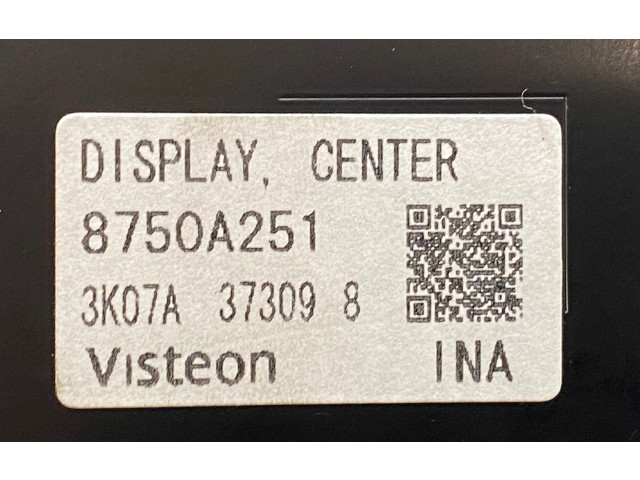 DISPLAY, CENTER
8750A251
3K07A 37309 8
Visteon INA